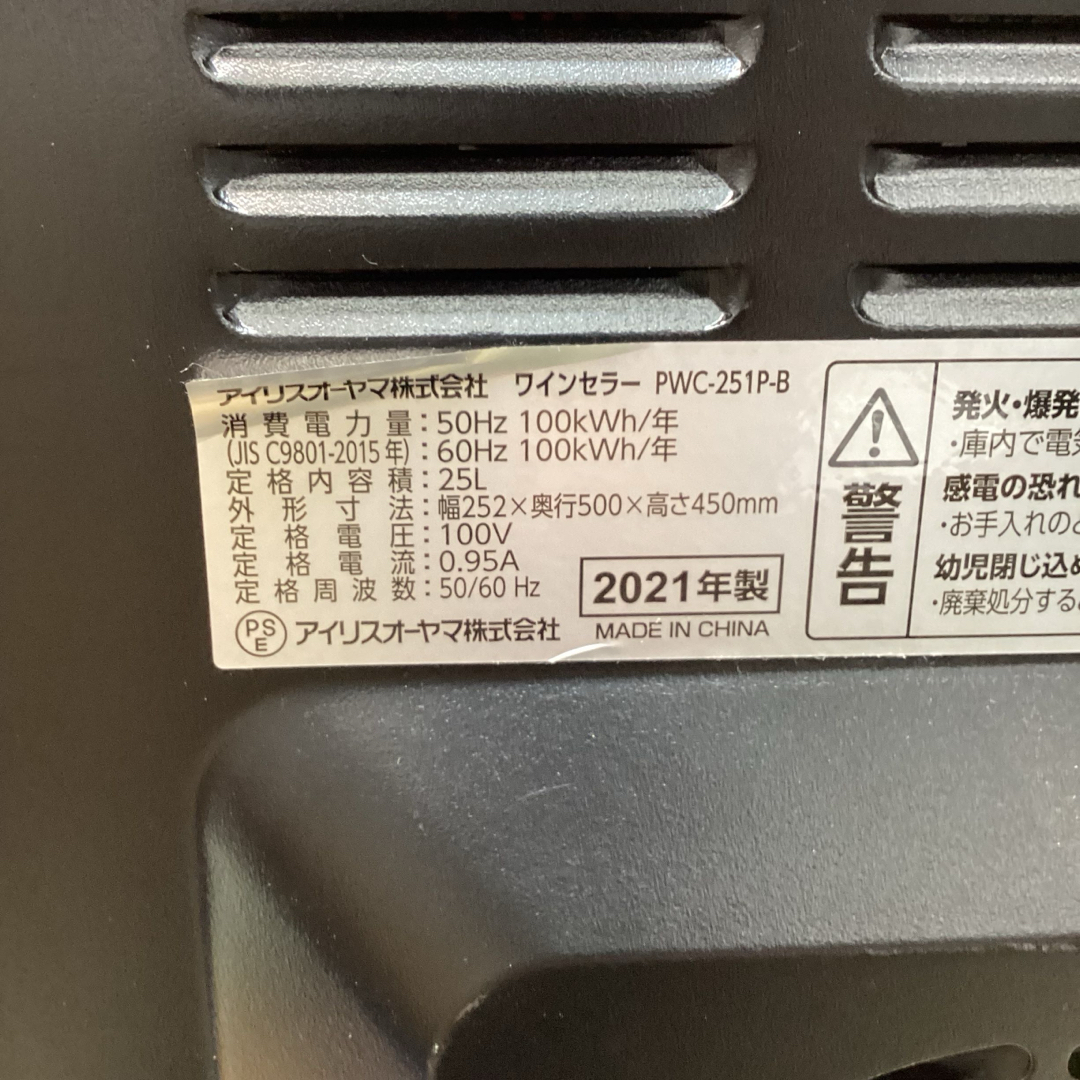 アイリスオーヤマ株式会社 ワインセラー PWC-251P-B
消費電力量：50Hz 100kWh/年
(JIS C9801-2015年)：60Hz 100kWh/年
定格内容積：25L
外形寸法：幅252×奥行500×高さ450mm
定格電圧：100V
定格電流：0.95A
定格周波数：50/60 Hz
2021年製
PSE アイリスオーヤマ株式会社
MADE IN CHINA
警告
発火・爆発
・庫内で電気
感電の恐れ
・お手入れのと
幼児閉じ込め
・廃棄処分する